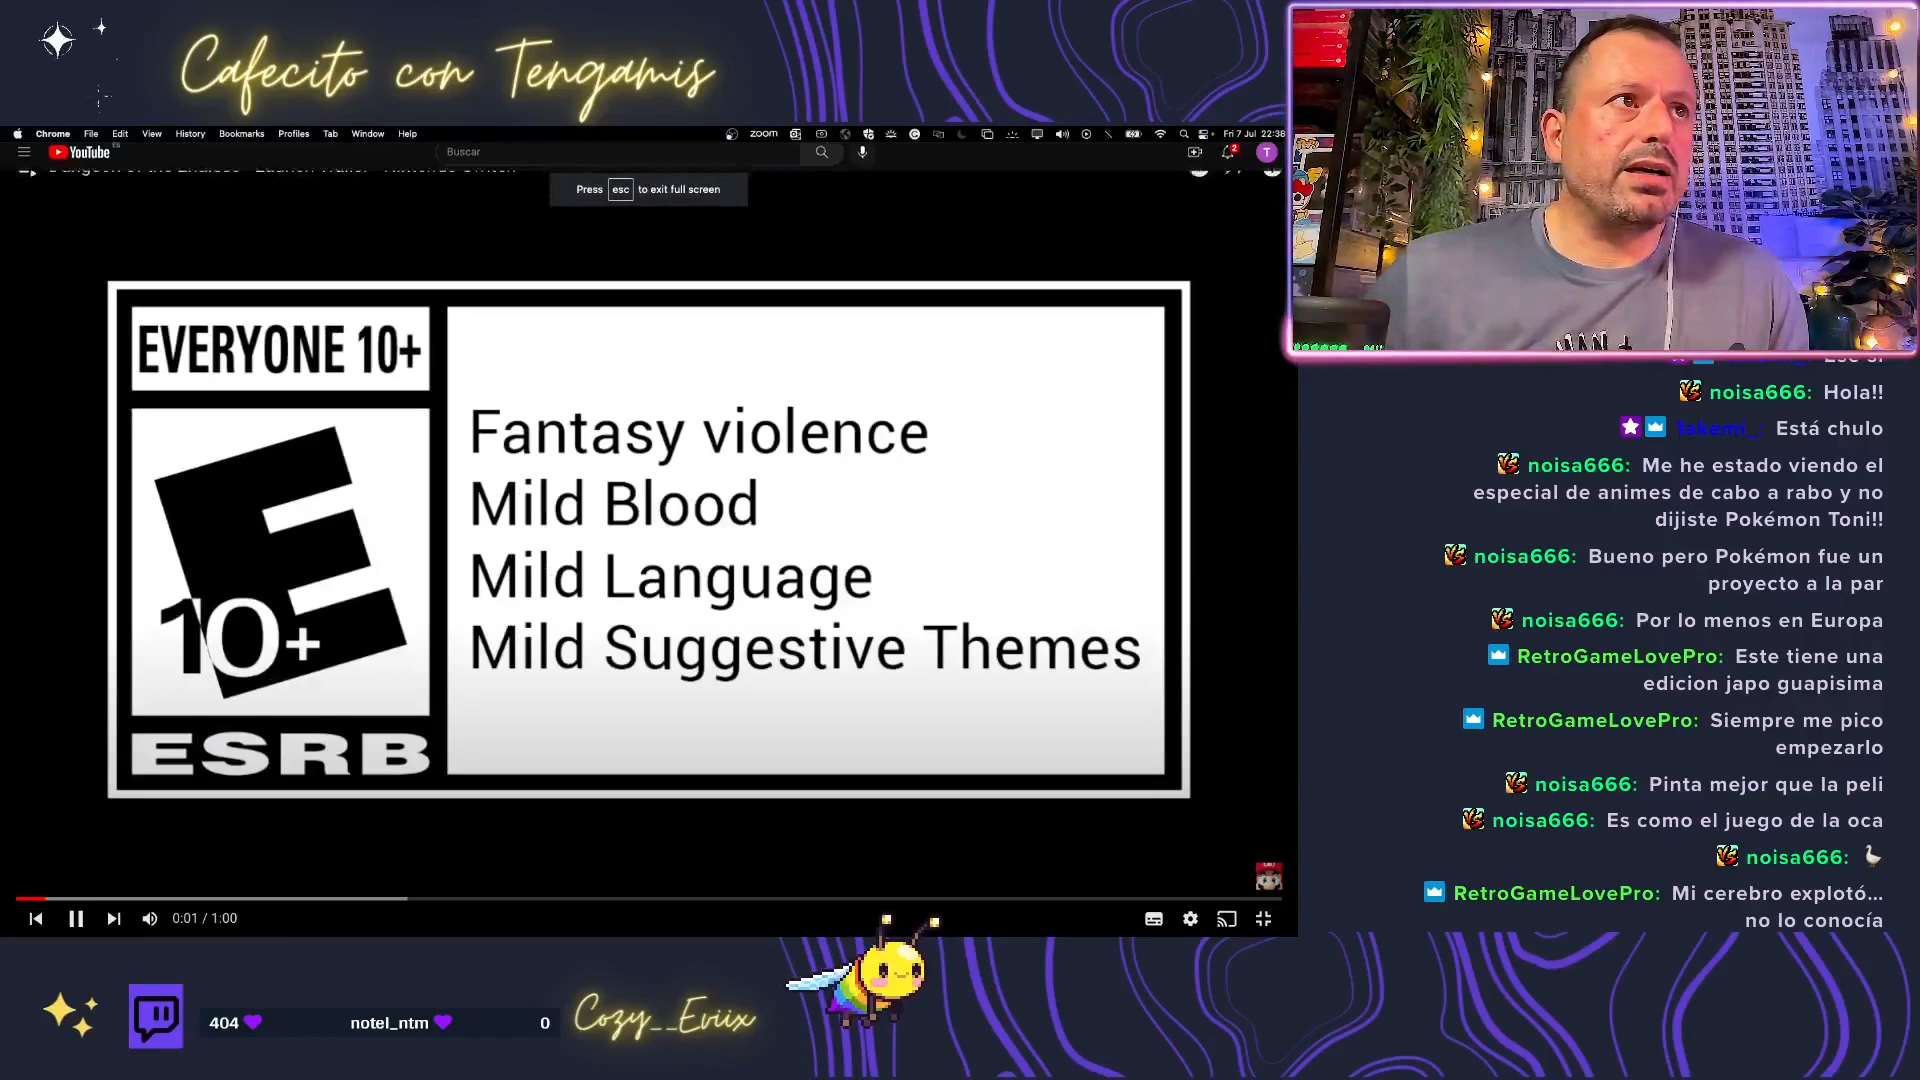 Cafecito con Tengamis
Chrome File Edit View History Bookmarks Profiles Tab Window Help
zoom
Fri 7 Jul 22:38
YouTube ES
Buscar
2
T
Press esc to exit full screen
EVERYONE 10+
E
10+
ESRB
Fantasy violence
Mild Blood
Mild Language
Mild Suggestive Themes
0:01 / 1:00
noisa666: Hola!!
1akemi_: Está chulo
noisa666: Me he estado viendo el
especial de animes de cabo a rabo y no
dijiste Pokémon Toni!!
noisa666: Bueno pero Pokémon fue un
proyecto a la par
noisa666: Por lo menos en Europa
RetroGameLovePro: Este tiene una
edicion japo guapisima
RetroGameLovePro: Siempre me pico
empezarlo
noisa666: Pinta mejor que la peli
noisa666: Es como el juego de la oca
noisa666: 🦢
RetroGameLovePro: Mi cerebro explotó...
no lo conocía
404
notel_ntm
0
Cozy__Eviix